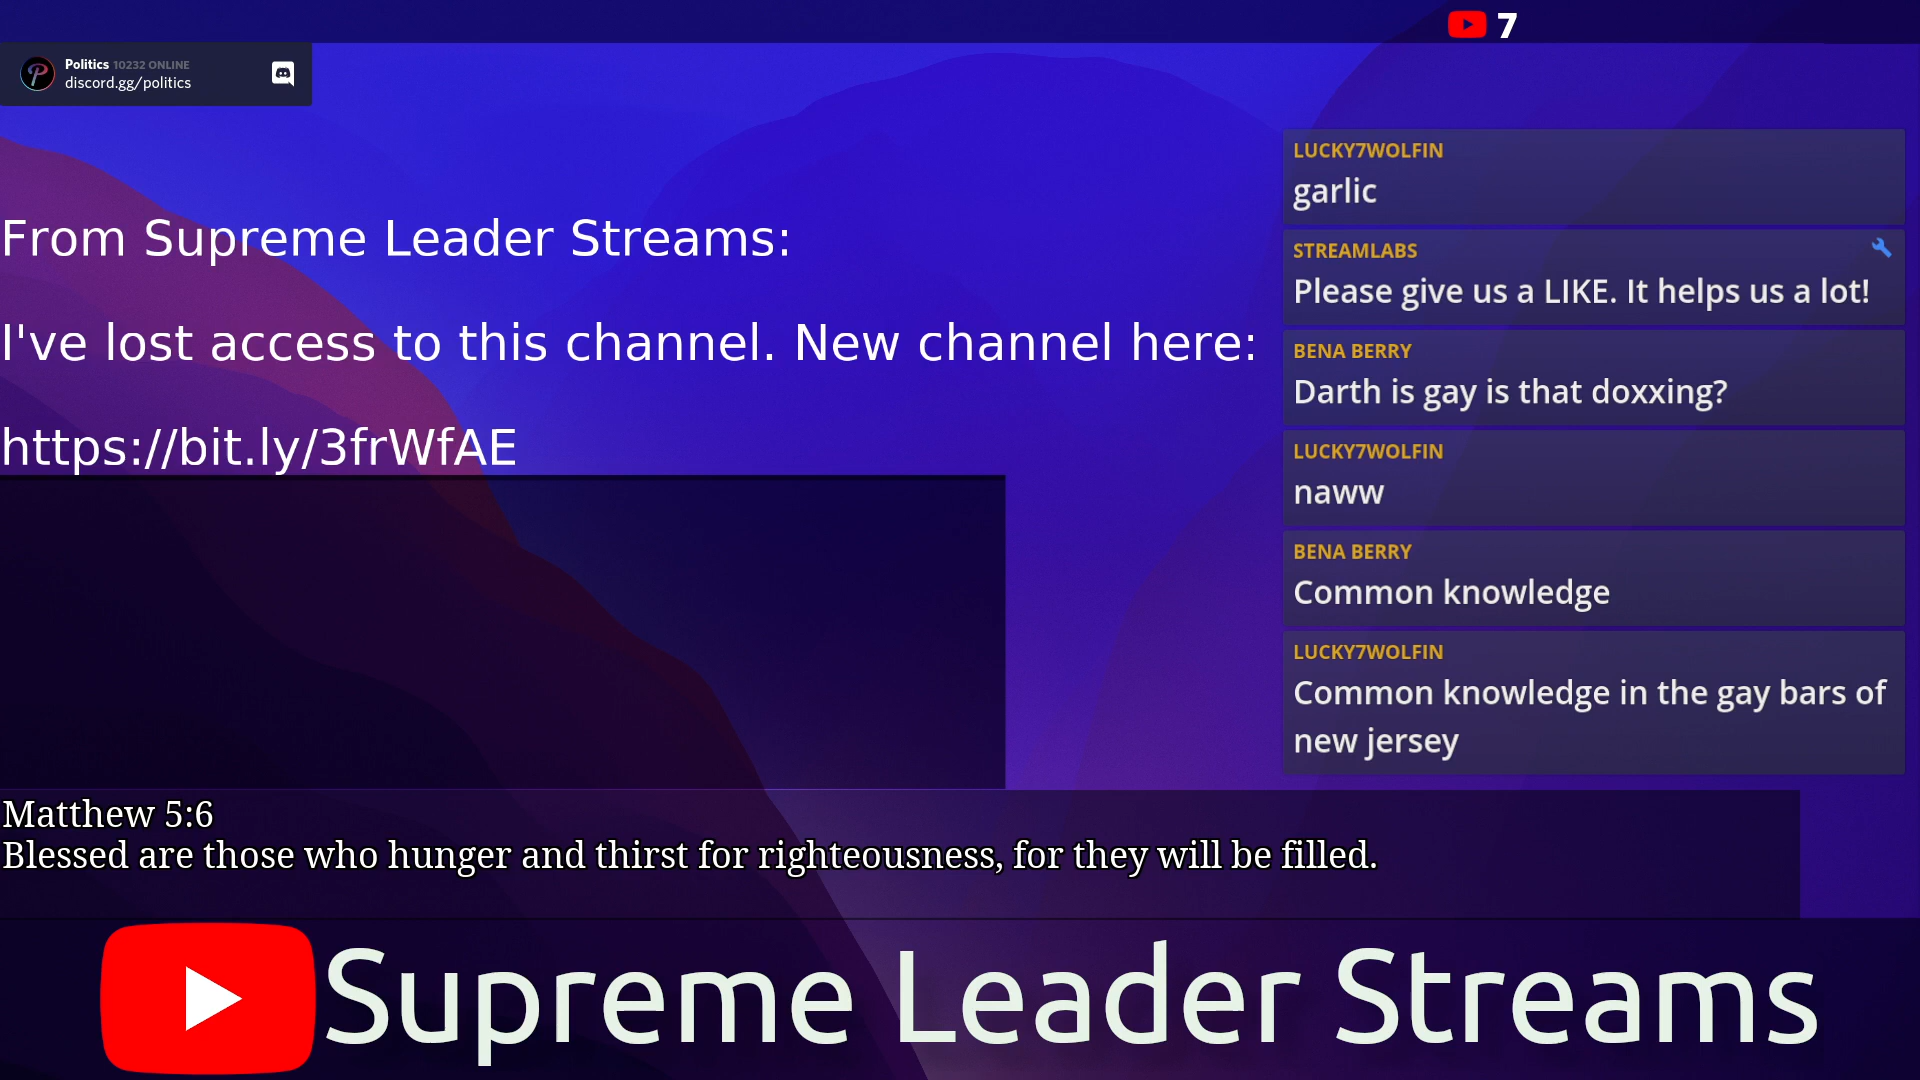 7
Politics 10232 ONLINE
discord.gg/politics
From Supreme Leader Streams:
I've lost access to this channel. New channel here:
https://bit.ly/3frWfAE
LUCKY7WOLFIN
garlic
STREAMLABS
Please give us a LIKE. It helps us a lot!
BENA BERRY
Darth is gay is that doxxing?
LUCKY7WOLFIN
naww
BENA BERRY
Common knowledge
LUCKY7WOLFIN
Common knowledge in the gay bars of
new jersey
Matthew 5:6
Blessed are those who hunger and thirst for righteousness, for they will be filled.
Supreme Leader Streams